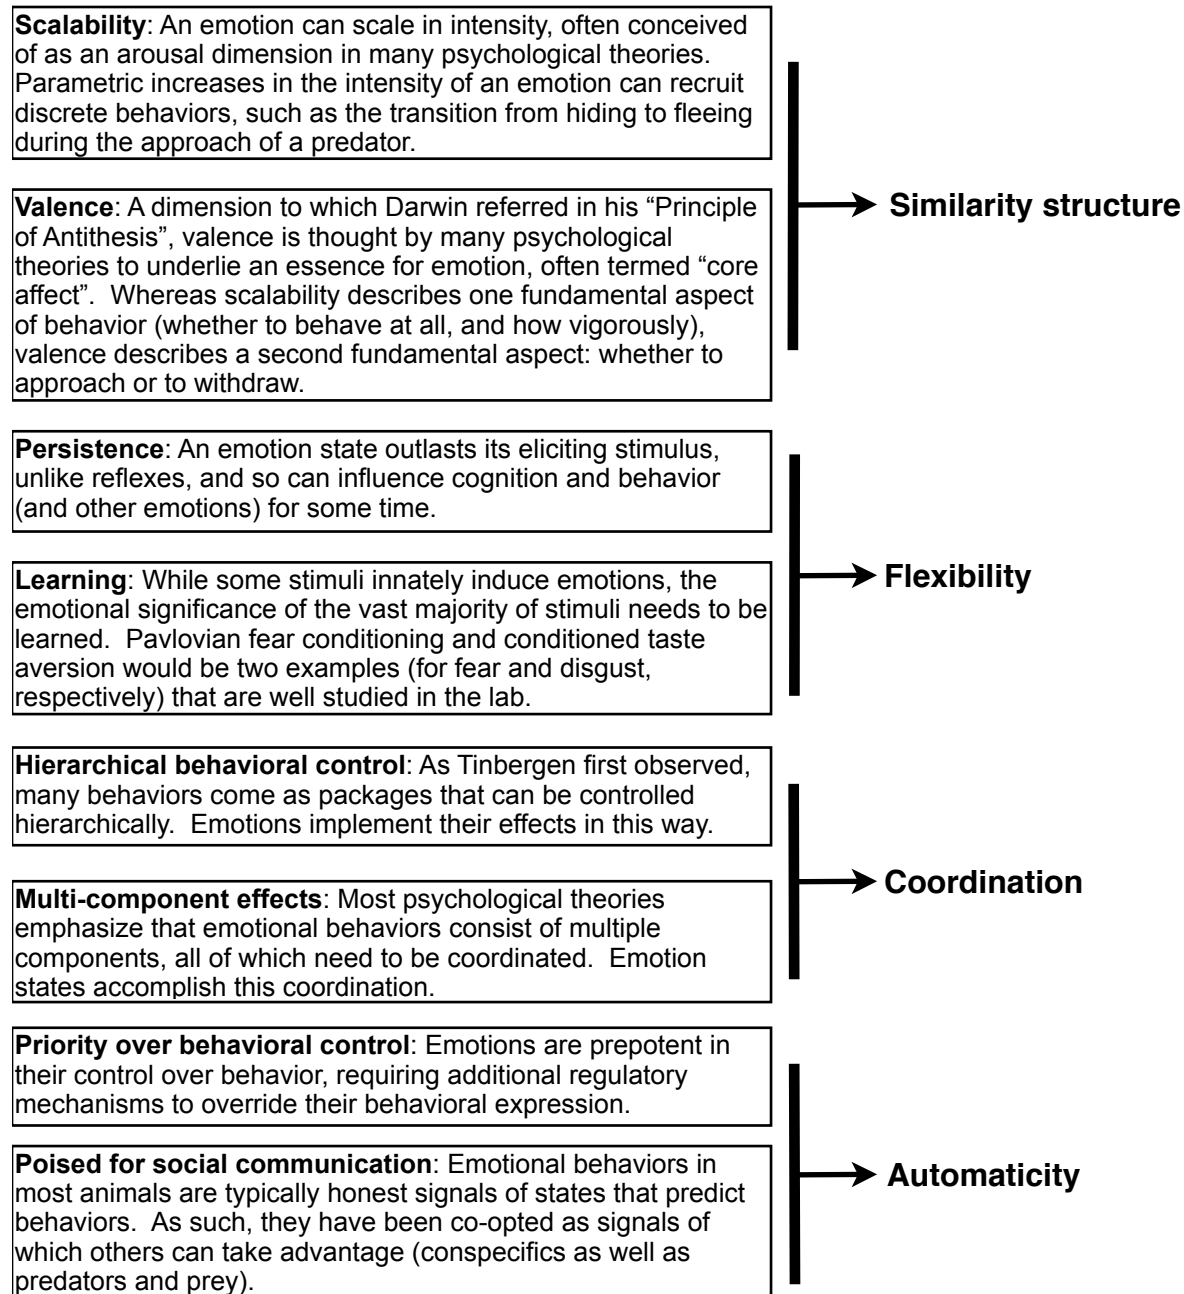 Scalability: An emotion can scale in intensity, often conceived
of as an arousal dimension in many psychological theories.
Parametric increases in the intensity of an emotion can recruit
discrete behaviors, such as the transition from hiding to fleeing
during the approach of a predator.
Similarity structure
Valence: A dimension to which Darwin referred in his “Principle
of Antithesis”, valence is thought by many psychological
theories to underlie an essence for emotion, often termed “core
affect”.  Whereas scalability describes one fundamental aspect
of behavior (whether to behave at all, and how vigorously),
valence describes a second fundamental aspect: whether to
approach or to withdraw.
Persistence: An emotion state outlasts its eliciting stimulus,
unlike reflexes, and so can influence cognition and behavior
(and other emotions) for some time.
Flexibility
Learning: While some stimuli innately induce emotions, the
emotional significance of the vast majority of stimuli needs to be
learned.  Pavlovian fear conditioning and conditioned taste
aversion would be two examples (for fear and disgust,
respectively) that are well studied in the lab.
Hierarchical behavioral control: As Tinbergen first observed,
many behaviors come as packages that can be controlled
hierarchically.  Emotions implement their effects in this way.
Coordination
Multi-component effects: Most psychological theories
emphasize that emotional behaviors consist of multiple
components, all of which need to be coordinated.  Emotion
states accomplish this coordination.
Priority over behavioral control: Emotions are prepotent in
their control over behavior, requiring additional regulatory
mechanisms to override their behavioral expression.
Automaticity
Poised for social communication: Emotional behaviors in
most animals are typically honest signals of states that predict
behaviors.  As such, they have been co-opted as signals of
which others can take advantage (conspecifics as well as
predators and prey).